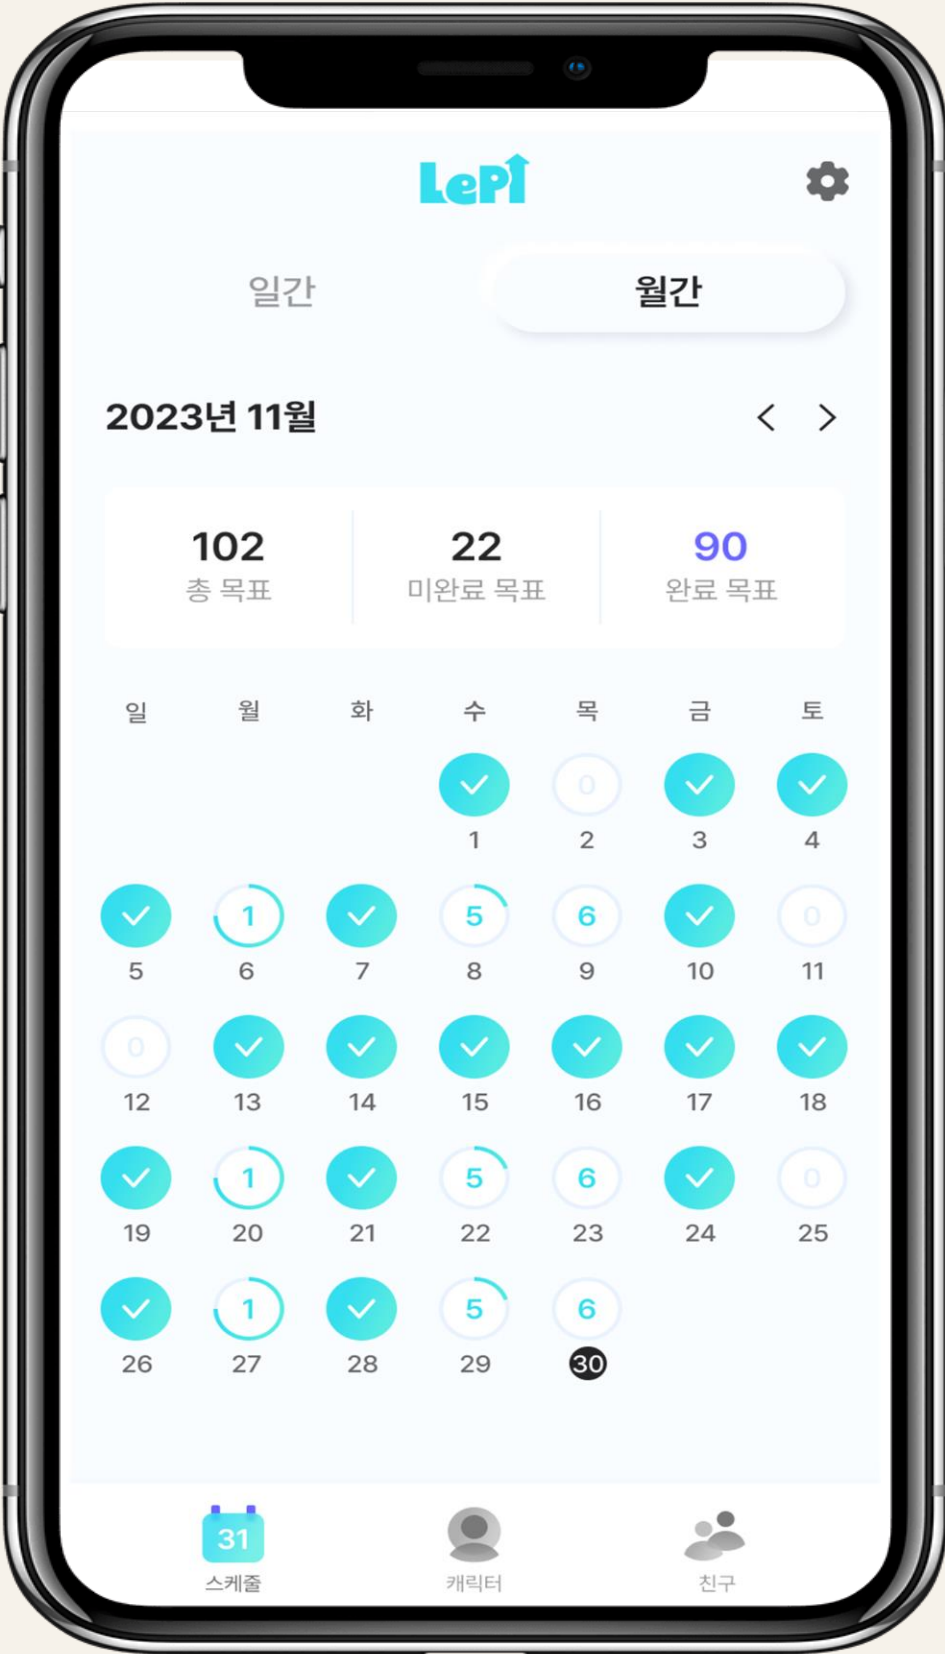 LePI
일간 월간
2023년 11월
102 22 90
총 목표 미완료 목표 완료 목표
일 월 화 수 목 금 토
0
1 2 3 4
1 5 6 0
5 6 7 8 9 10 11
0
12 13 14 15 16 17 18
1 5 6 0
19 20 21 22 23 24 25
1 5 6
26 27 28 29 30
31
스케줄 캐릭터 친구